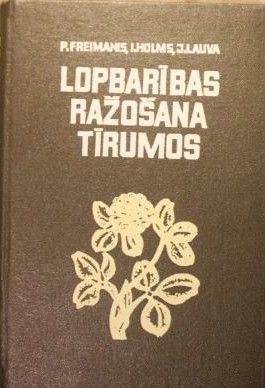 P.FREIMANIS, I.HOLMS, J.LAUVA
LOPBARĪBAS
RAŽOŠANA
TĪRUMOS